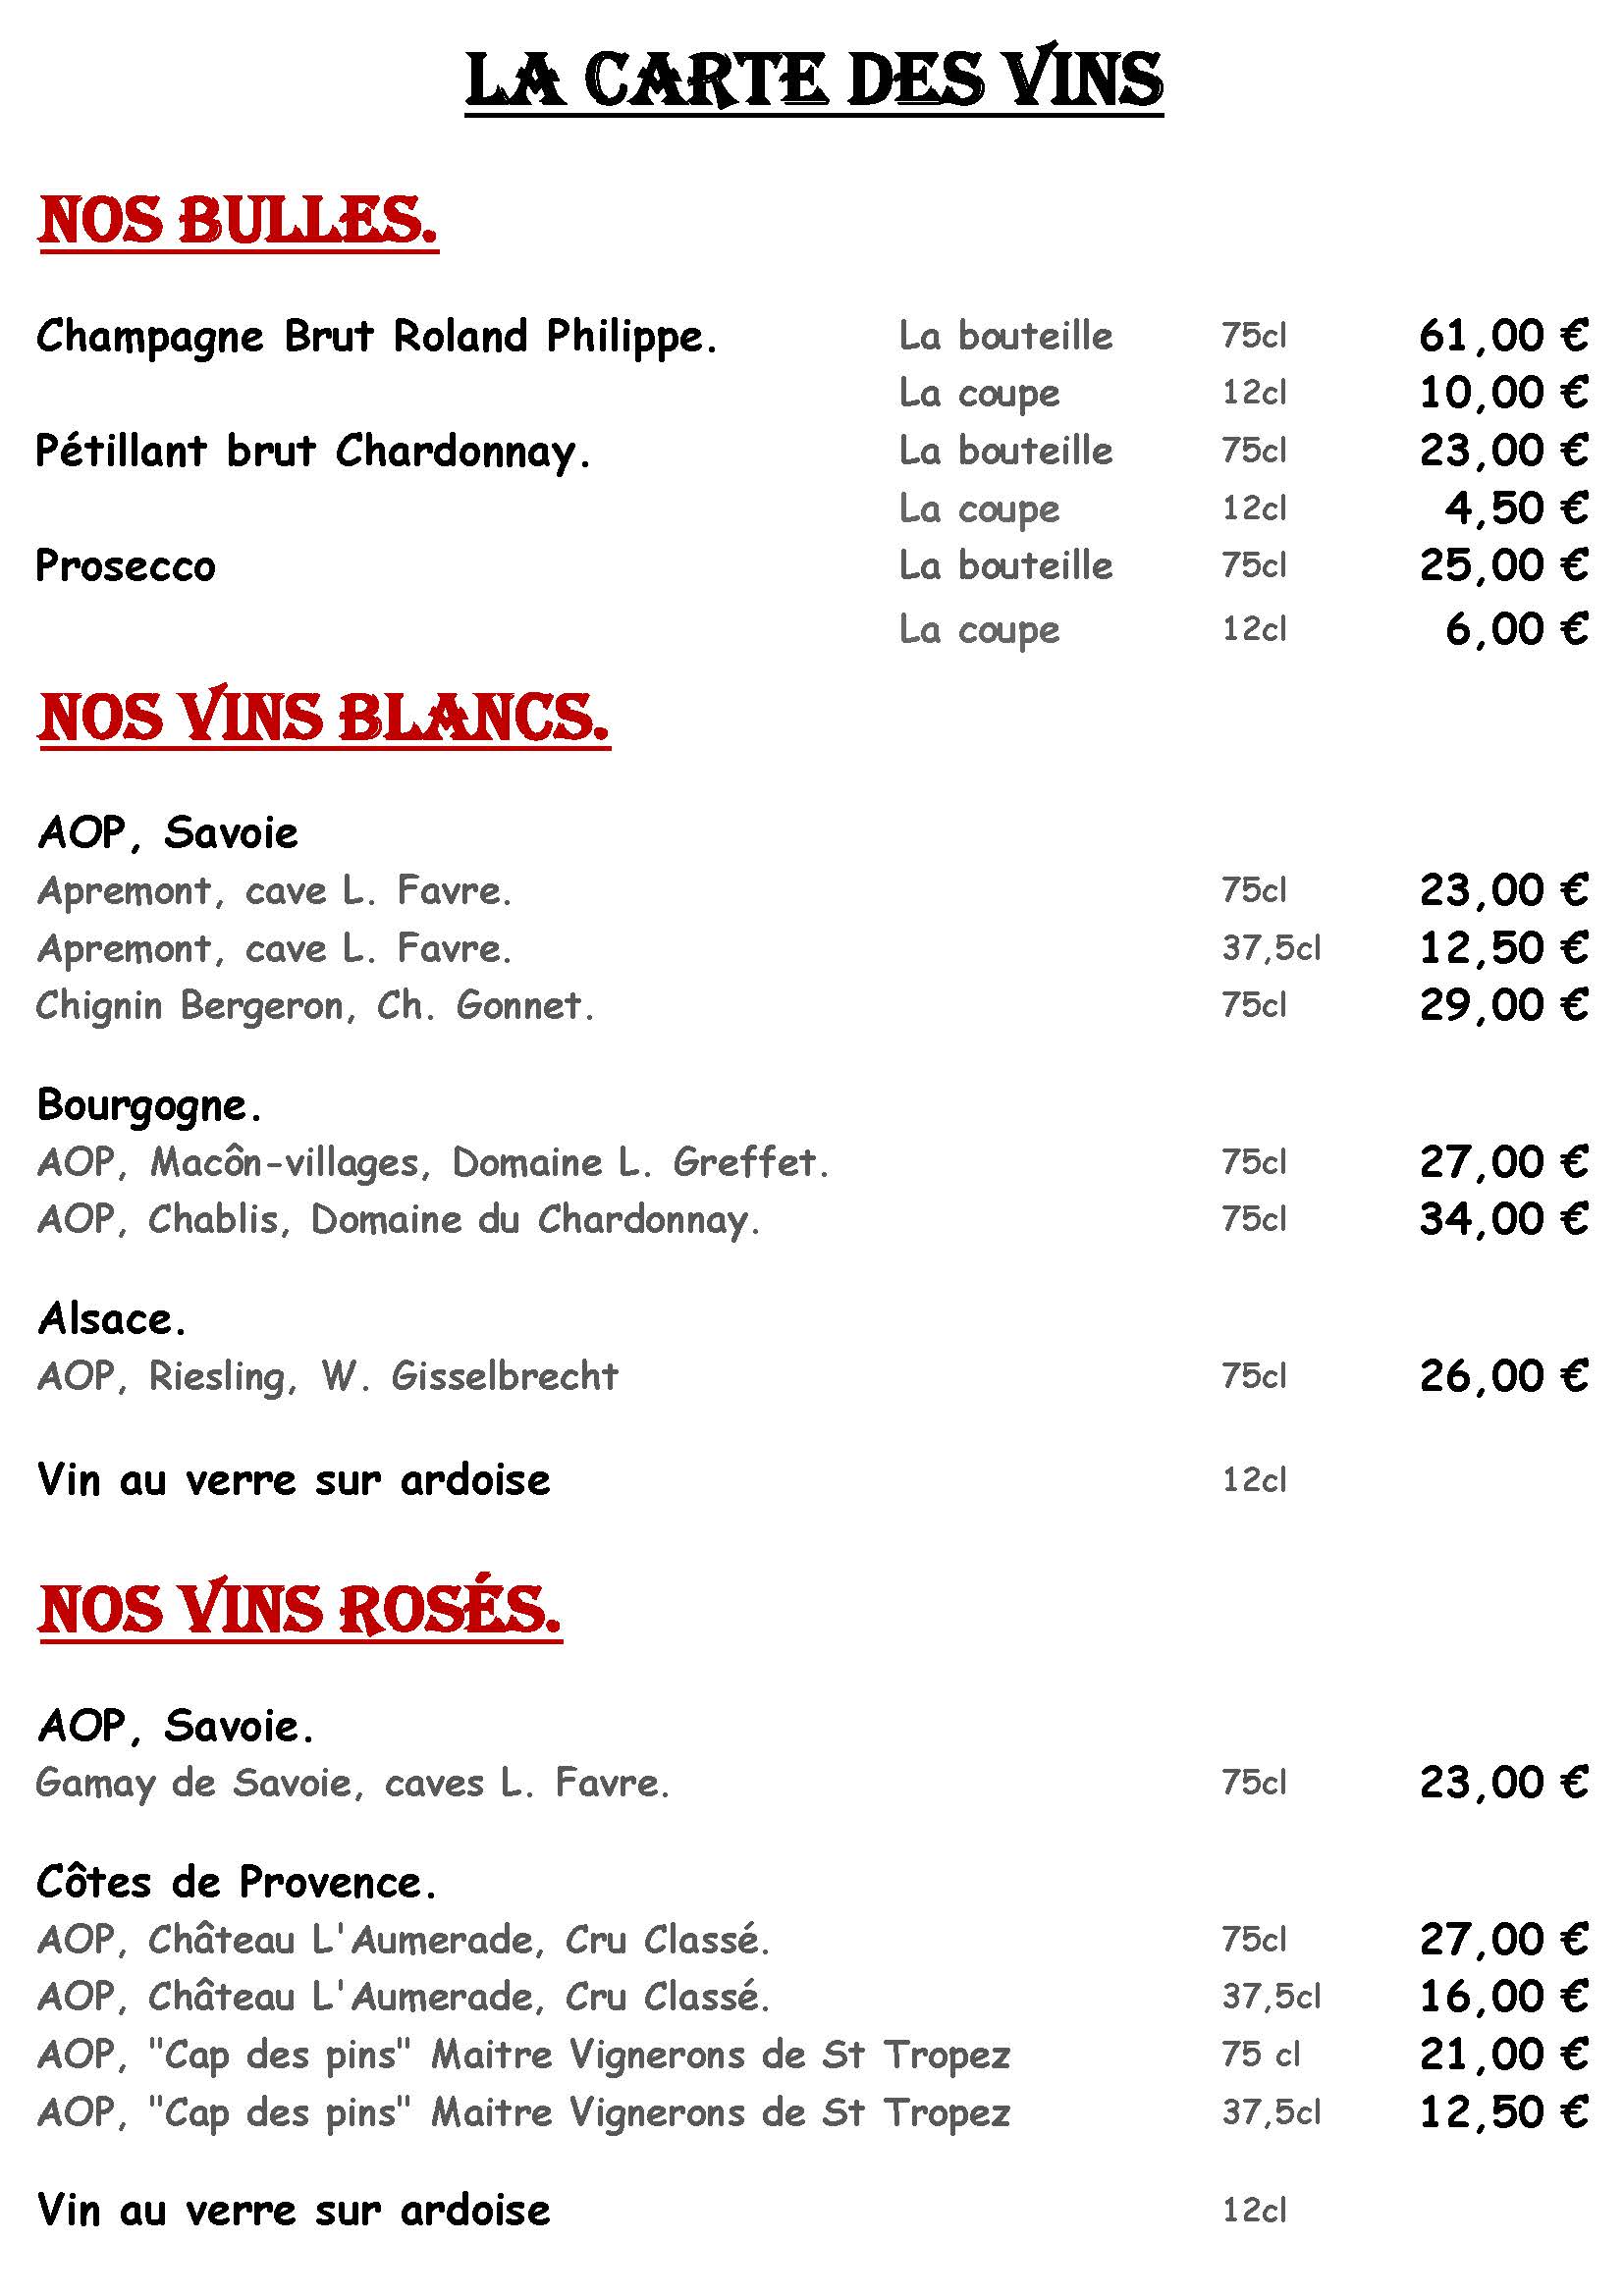 LA CARTE DES VINS
NOS BULLES.
Champagne Brut Roland Philippe. La bouteille 75cl 61,00 €
La coupe 12cl 10,00 €
Pétillant brut Chardonnay. La bouteille 75cl 23,00 €
La coupe 12cl 4,50 €
Prosecco La bouteille 75cl 25,00 €
La coupe 12cl 6,00 €
NOS VINS BLANCS.
AOP, Savoie
Apremont, cave L. Favre. 75cl 23,00 €
Apremont, cave L. Favre. 37,5cl 12,50 €
Chignin Bergeron, Ch. Gonnet. 75cl 29,00 €
Bourgogne.
AOP, Macôn-villages, Domaine L. Greffet. 75cl 27,00 €
AOP, Chablis, Domaine du Chardonnay. 75cl 34,00 €
Alsace.
AOP, Riesling, W. Gisselbrecht 75cl 26,00 €
Vin au verre sur ardoise 12cl
NOS VINS ROSÉS.
AOP, Savoie.
Gamay de Savoie, caves L. Favre. 75cl 23,00 €
Côtes de Provence.
AOP, Château L'Aumerade, Cru Classé. 75cl 27,00 €
AOP, Château L'Aumerade, Cru Classé. 37,5cl 16,00 €
AOP, "Cap des pins" Maitre Vignerons de St Tropez 75 cl 21,00 €
AOP, "Cap des pins" Maitre Vignerons de St Tropez 37,5cl 12,50 €
Vin au verre sur ardoise 12cl